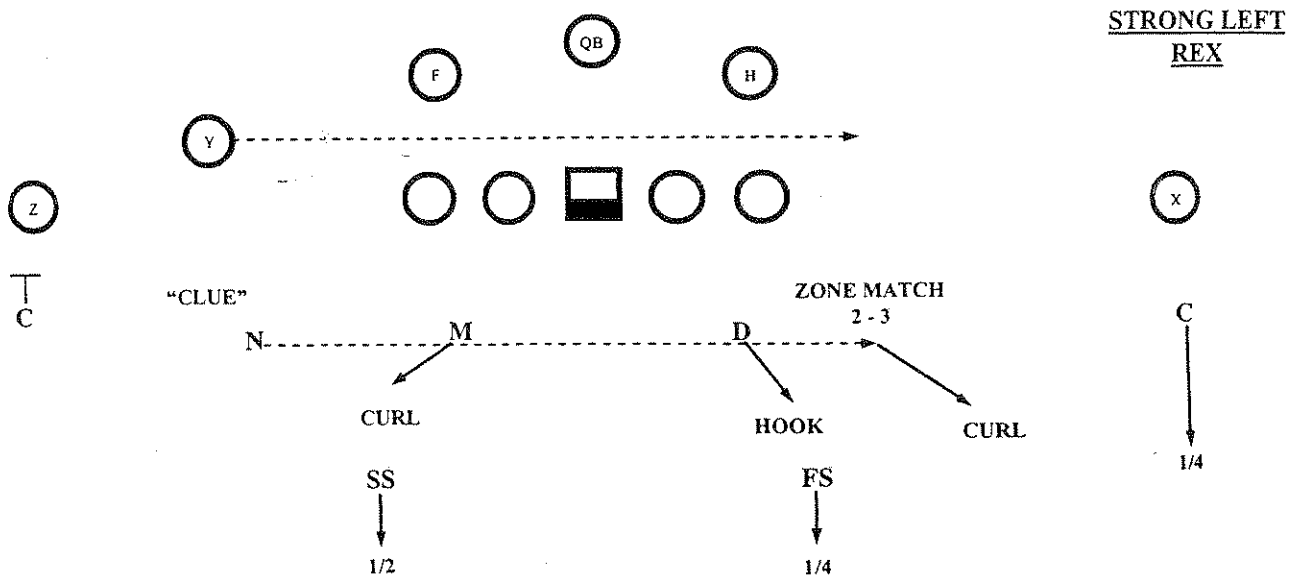 STRONG LEFT
REX
QB
F
H
Y
Z
X
"CLUE"
ZONE MATCH
2 - 3
C
C
N
M
D
CURL
HOOK
CURL
SS
FS
1/4
1/2
1/4